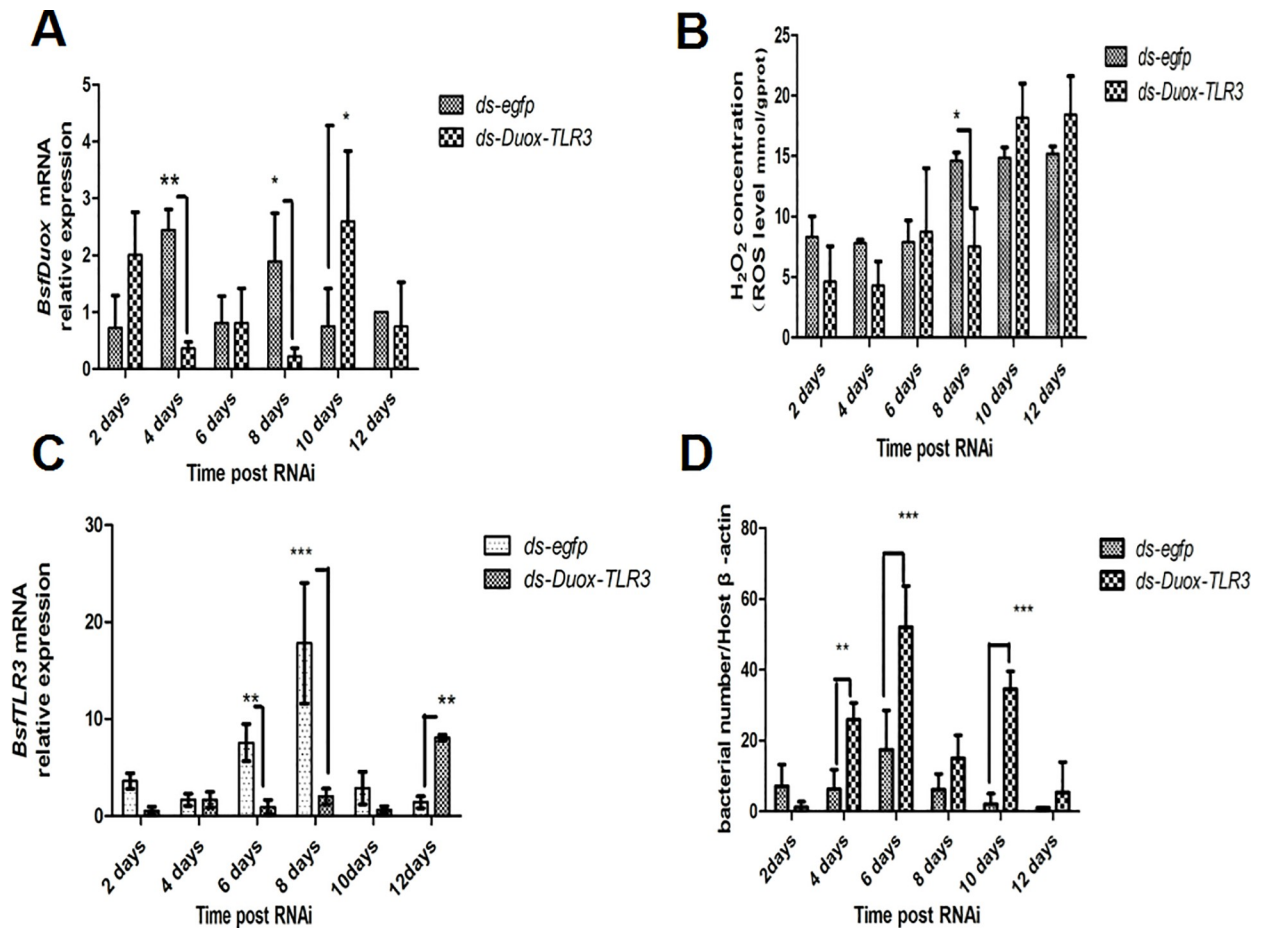 A
BsfDuox mRNA
relative expression
5
4
3
2
1
0
**
*
*
ds-egfp
ds-Duox-TLR3
2 days
4 days
6 days
8 days
10 days
12 days
Time post RNAi
B
H₂O₂ concentration
(ROS level mmol/gprot)
25
20
15
10
5
0
*
ds-egfp
ds-Duox-TLR3
2 days
4 days
6 days
8 days
10 days
12 days
Time post RNAi
C
BsfTLR3 mRNA
relative expression
30
20
10
0
**
***
**
ds-egfp
ds-Duox-TLR3
2 days
4 days
6 days
8 days
10days
12days
Time post RNAi
D
bacterial number/Host β -actin
80
60
40
20
0
**
***
***
ds-egfp
ds-Duox-TLR3
2days
4 days
6 days
8 days
10 days
12 days
Time post RNAi